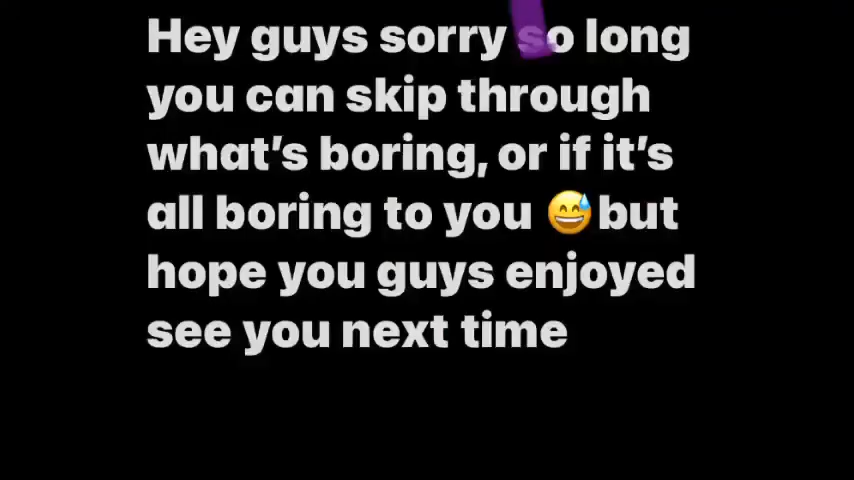 Hey guys sorry so long
you can skip through
what's boring, or if it's
all boring to you 😅but
hope you guys enjoyed
see you next time